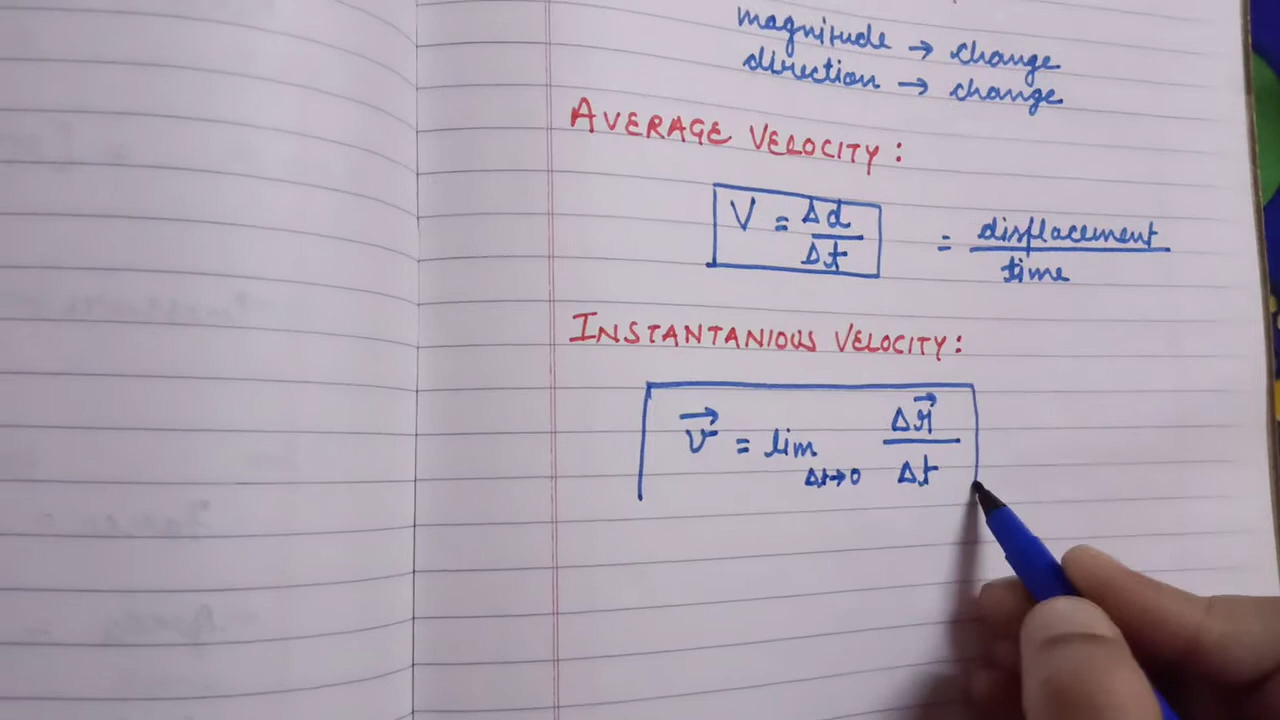 magnitude → change
direction → change
AVERAGE VELOCITY:
V = Δd / Δt = displacement / time
INSTANTANIOUS VELOCITY:
v⃗ = lim Δt→0 Δr⃗ / Δt